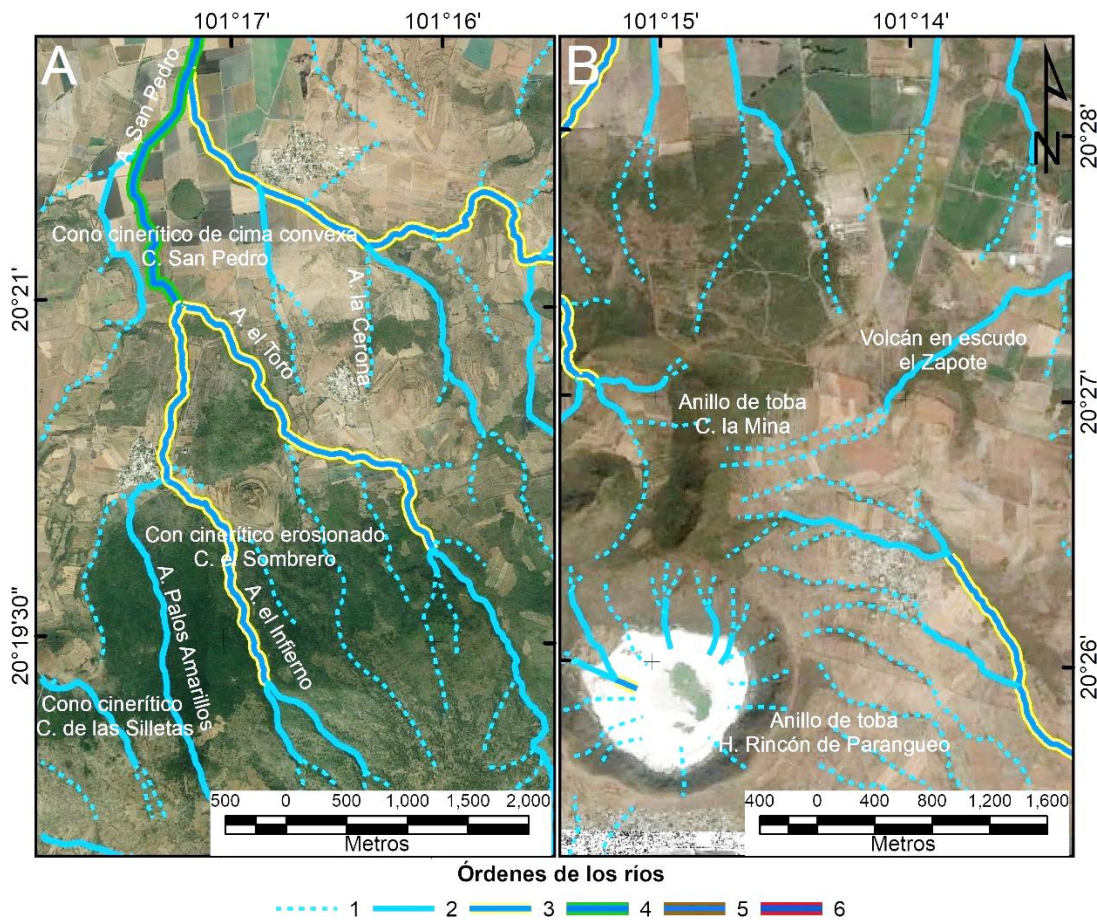 101°17'
101°16'
101°15'
101°14'
A
B
A. San Pedro
N
20°28'
Cono cinerítico de cima convexa
C. San Pedro
20°21'
A. el Toro
A. la Cerona
Volcán en escudo
el Zapote
20°27'
Anillo de toba
C. la Mina
Con cinerítico erosionado
C. el Sombrero
20°19'30"
A. Palos Amarillos
A. el Infierno
20°26'
Cono cinerítico
C. de las Silletas
Anillo de toba
H. Rincón de Parangueo
500 0 500 1,000 1,500 2,000
Metros
400 0 400 800 1,200 1,600
Metros
Órdenes de los ríos
1 2 3 4 5 6